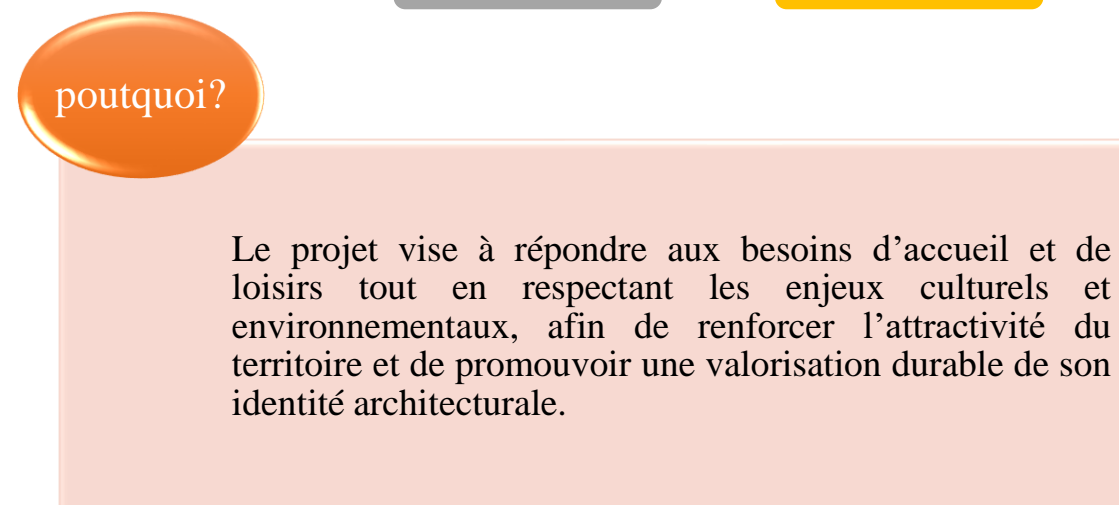 poutquoi?
Le projet vise à répondre aux besoins d’accueil et de
loisirs tout en respectant les enjeux culturels et
environnementaux, afin de renforcer l’attractivité du
territoire et de promouvoir une valorisation durable de son
identité architecturale.